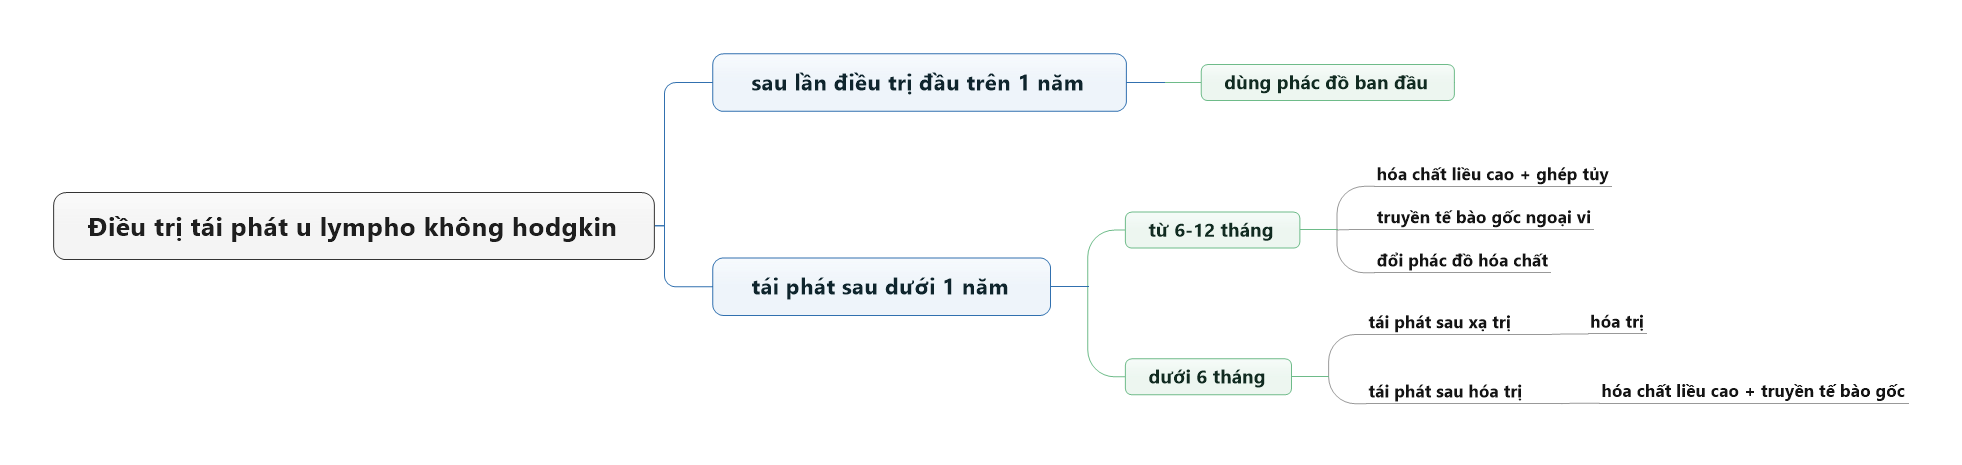 Điều trị tái phát u lympho không hodgkin
sau lần điều trị đầu trên 1 năm
dùng phác đồ ban đầu
tái phát sau dưới 1 năm
từ 6-12 tháng
hóa chất liều cao + ghép tủy
truyền tế bào gốc ngoại vi
đổi phác đồ hóa chất
dưới 6 tháng
tái phát sau xạ trị
hóa trị
tái phát sau hóa trị
hóa chất liều cao + truyền tế bào gốc